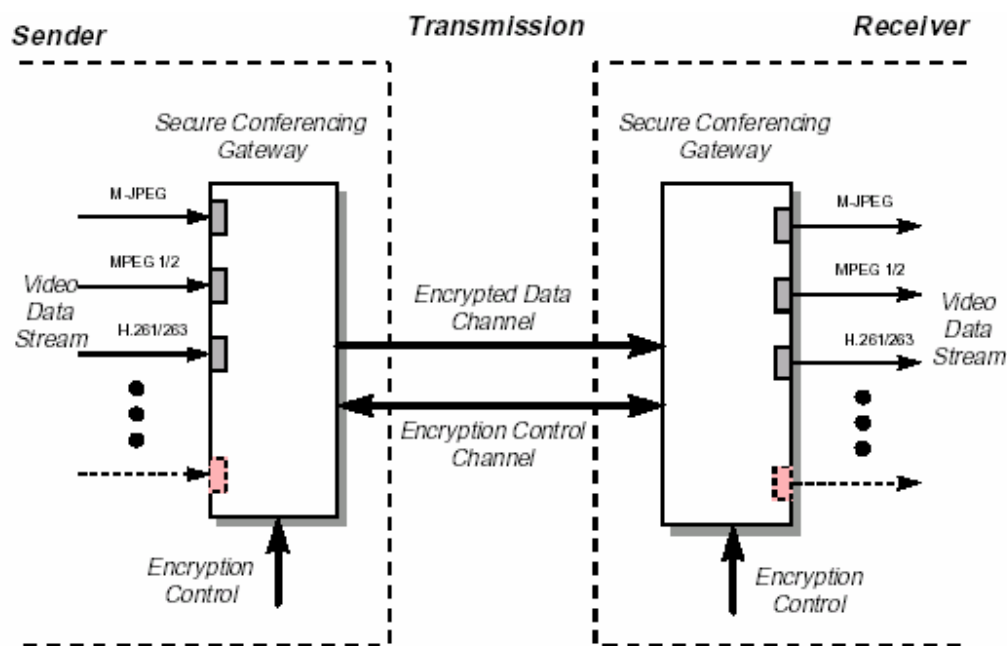 Sender
Transmission
Receiver
Secure Conferencing
Gateway
Secure Conferencing
Gateway
M-JPEG
MPEG 1/2
H.261/263
Video
Data
Stream
Encrypted Data
Channel
Encryption Control
Channel
M-JPEG
MPEG 1/2
H.261/263
Video
Data
Stream
Encryption
Control
Encryption
Control